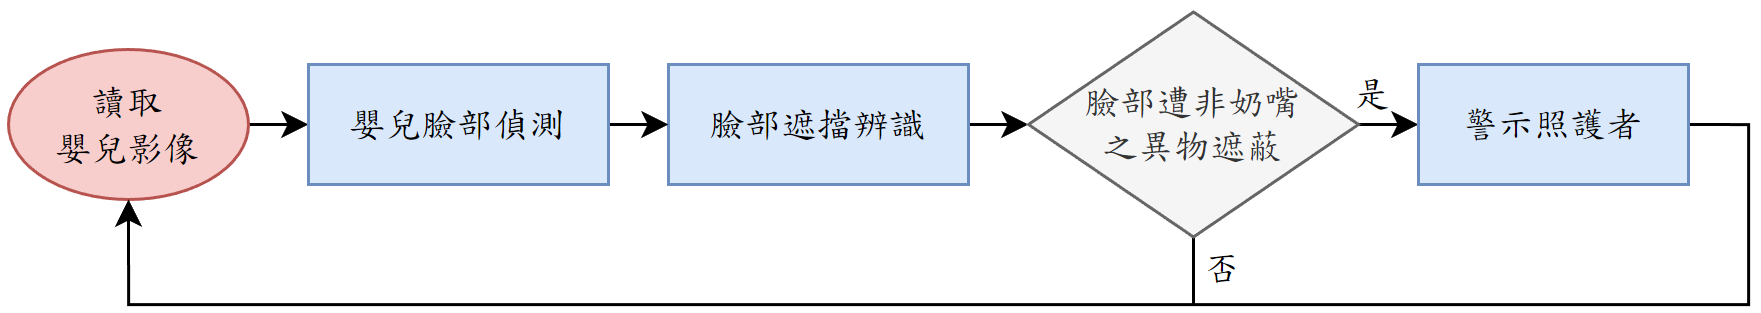 讀取
嬰兒影像
嬰兒臉部偵測
臉部遮擋辨識
臉部遭非奶嘴
之異物遮蔽
是
警示照護者
否